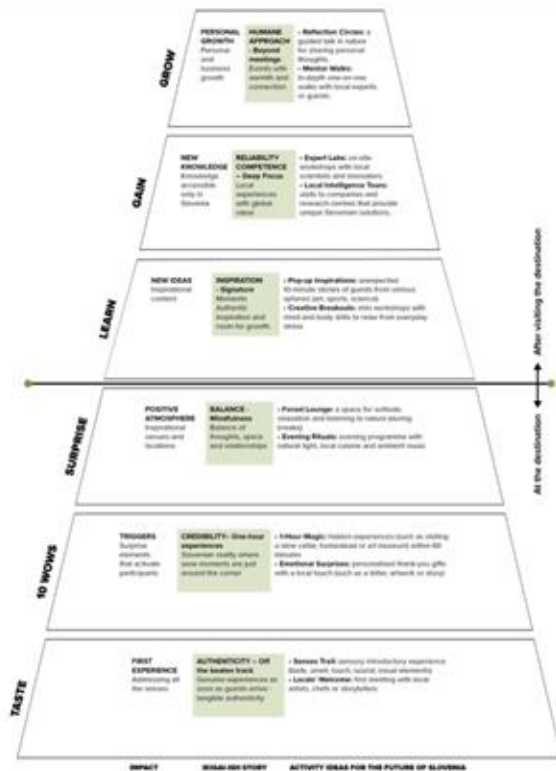 GROW
PERSONAL
GROWTH
Personal
and
business
growth
HUMANE
APPROACH
- Beyond
meetings
Events with
warmth and
connection
- Reflection Circles: a
guided talk in nature
for sharing personal
thoughts.
- Mentor Walks:
in-depth one-on-one
walks with local experts
or guests.
GAIN
NEW
KNOWLEDGE
Knowledge
accessible
only in
Slovenia
RELIABILITY
COMPETENCE
– Deep Focus
Local
experiences
with global
value
- Expert Labs: on-site
workshops with local
scientists and innovators
- Local Intelligence Tours:
visits to companies and
research centres that provide
unique Slovenian solutions.
LEARN
NEW IDEAS
Inspirational
content
INSPIRATION
- Signature
Moments
Authentic
inspiration and
room for growth.
- Pop-up Inspirations: unexpected
10-minute stories of guests from various
spheres (art, sports, science)
- Creative Breakouts: mini workshops with
mind and body drills to relax from everyday
stress
After visiting the destination
At the destination
SURPRISE
POSITIVE
ATMOSPHERE
Inspirational
venues and
locations
BALANCE -
Mindfulness
Balance of
thoughts, space
and relationships
- Forest Lounge: a space for solitude,
relaxation and listening to nature (during
breaks)
- Evening Rituals: evening programme with
natural light, local cuisine and ambient music
10 WOWS
TRIGGERS
Surprise
elements
that activate
participants
CREDIBILITY- One-hour
experiences
Slovenian reality where
wow moments are just
around the corner
- 1-Hour Magic: hidden experiences (such as visiting
a wine cellar, homestead or art museum) within 60
minutes
- Emotional Surprises: personalised thank-you gifts
with a local touch (such as a letter, artwork or story)
TASTE
FIRST
EXPERIENCE
Addressing all
the senses
AUTHENTICITY – Off
the beaten track
Genuine experiences as
soon as guests arrive -
tangible authenticity
- Senses Trail: sensory introductory experience
(taste, smell, touch, sound, visual elements)
- Locals' Welcome: first meeting with local
artists, chefs or storytellers
IMPACT
STORY
ACTIVITY IDEAS FOR THE FUTURE OF SLOVENIA